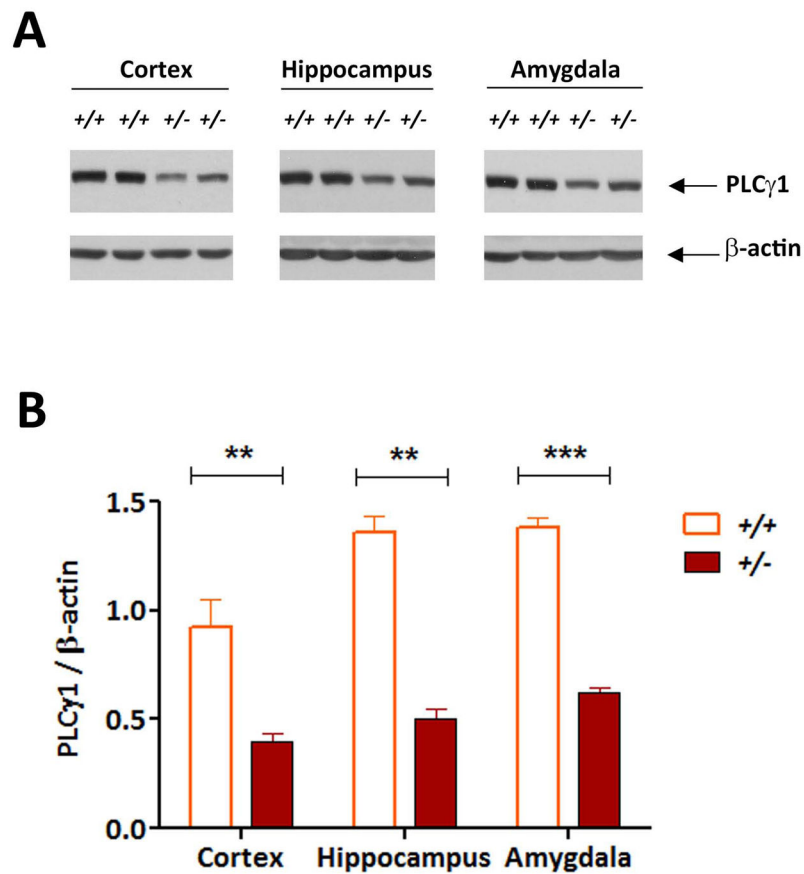 A
Cortex Hippocampus Amygdala
+/+ +/+ +/- +/- +/+ +/+ +/- +/- +/+ +/+ +/- +/-
PLCγ1
β-actin
B
** ** ***
1.5
1.0
0.5
0.0
PLCγ1 / β-actin
+/+
+/-
Cortex Hippocampus Amygdala